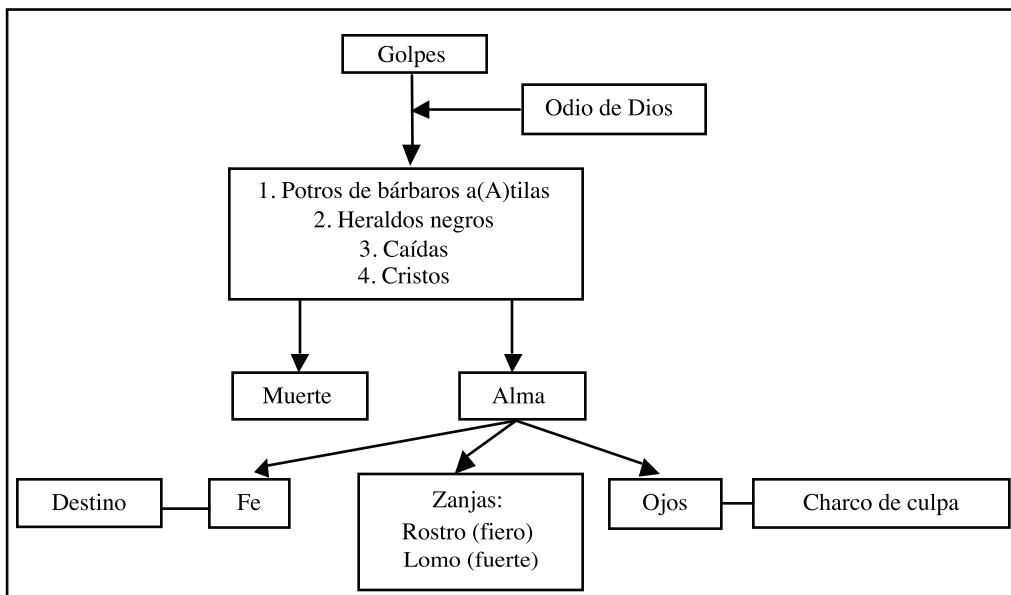 Golpes
Odio de Dios
1. Potros de bárbaros a(A)tilas
2. Heraldos negros
3. Caídas
4. Cristos
Muerte
Alma
Destino
Fe
Zanjas:
Rostro (fiero)
Lomo (fuerte)
Ojos
Charco de culpa